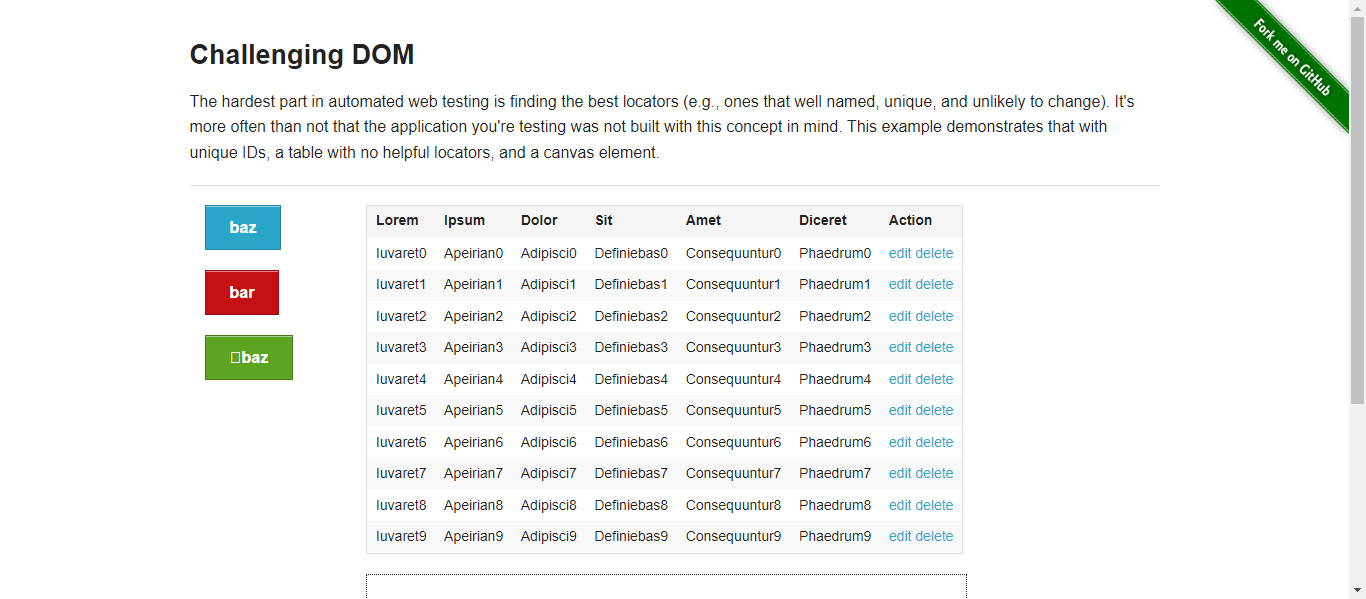 Fork me on GitHub
Challenging DOM
The hardest part in automated web testing is finding the best locators (e.g., ones that well named, unique, and unlikely to change). It's
more often than not that the application you're testing was not built with this concept in mind. This example demonstrates that with
unique IDs, a table with no helpful locators, and a canvas element.
baz
bar
baz
Lorem Ipsum Dolor Sit Amet Diceret Action
Iuvaret0 Apeirian0 Adipisci0 Definiebas0 Consequuntur0 Phaedrum0 edit delete
Iuvaret1 Apeirian1 Adipisci1 Definiebas1 Consequuntur1 Phaedrum1 edit delete
Iuvaret2 Apeirian2 Adipisci2 Definiebas2 Consequuntur2 Phaedrum2 edit delete
Iuvaret3 Apeirian3 Adipisci3 Definiebas3 Consequuntur3 Phaedrum3 edit delete
Iuvaret4 Apeirian4 Adipisci4 Definiebas4 Consequuntur4 Phaedrum4 edit delete
Iuvaret5 Apeirian5 Adipisci5 Definiebas5 Consequuntur5 Phaedrum5 edit delete
Iuvaret6 Apeirian6 Adipisci6 Definiebas6 Consequuntur6 Phaedrum6 edit delete
Iuvaret7 Apeirian7 Adipisci7 Definiebas7 Consequuntur7 Phaedrum7 edit delete
Iuvaret8 Apeirian8 Adipisci8 Definiebas8 Consequuntur8 Phaedrum8 edit delete
Iuvaret9 Apeirian9 Adipisci9 Definiebas9 Consequuntur9 Phaedrum9 edit delete